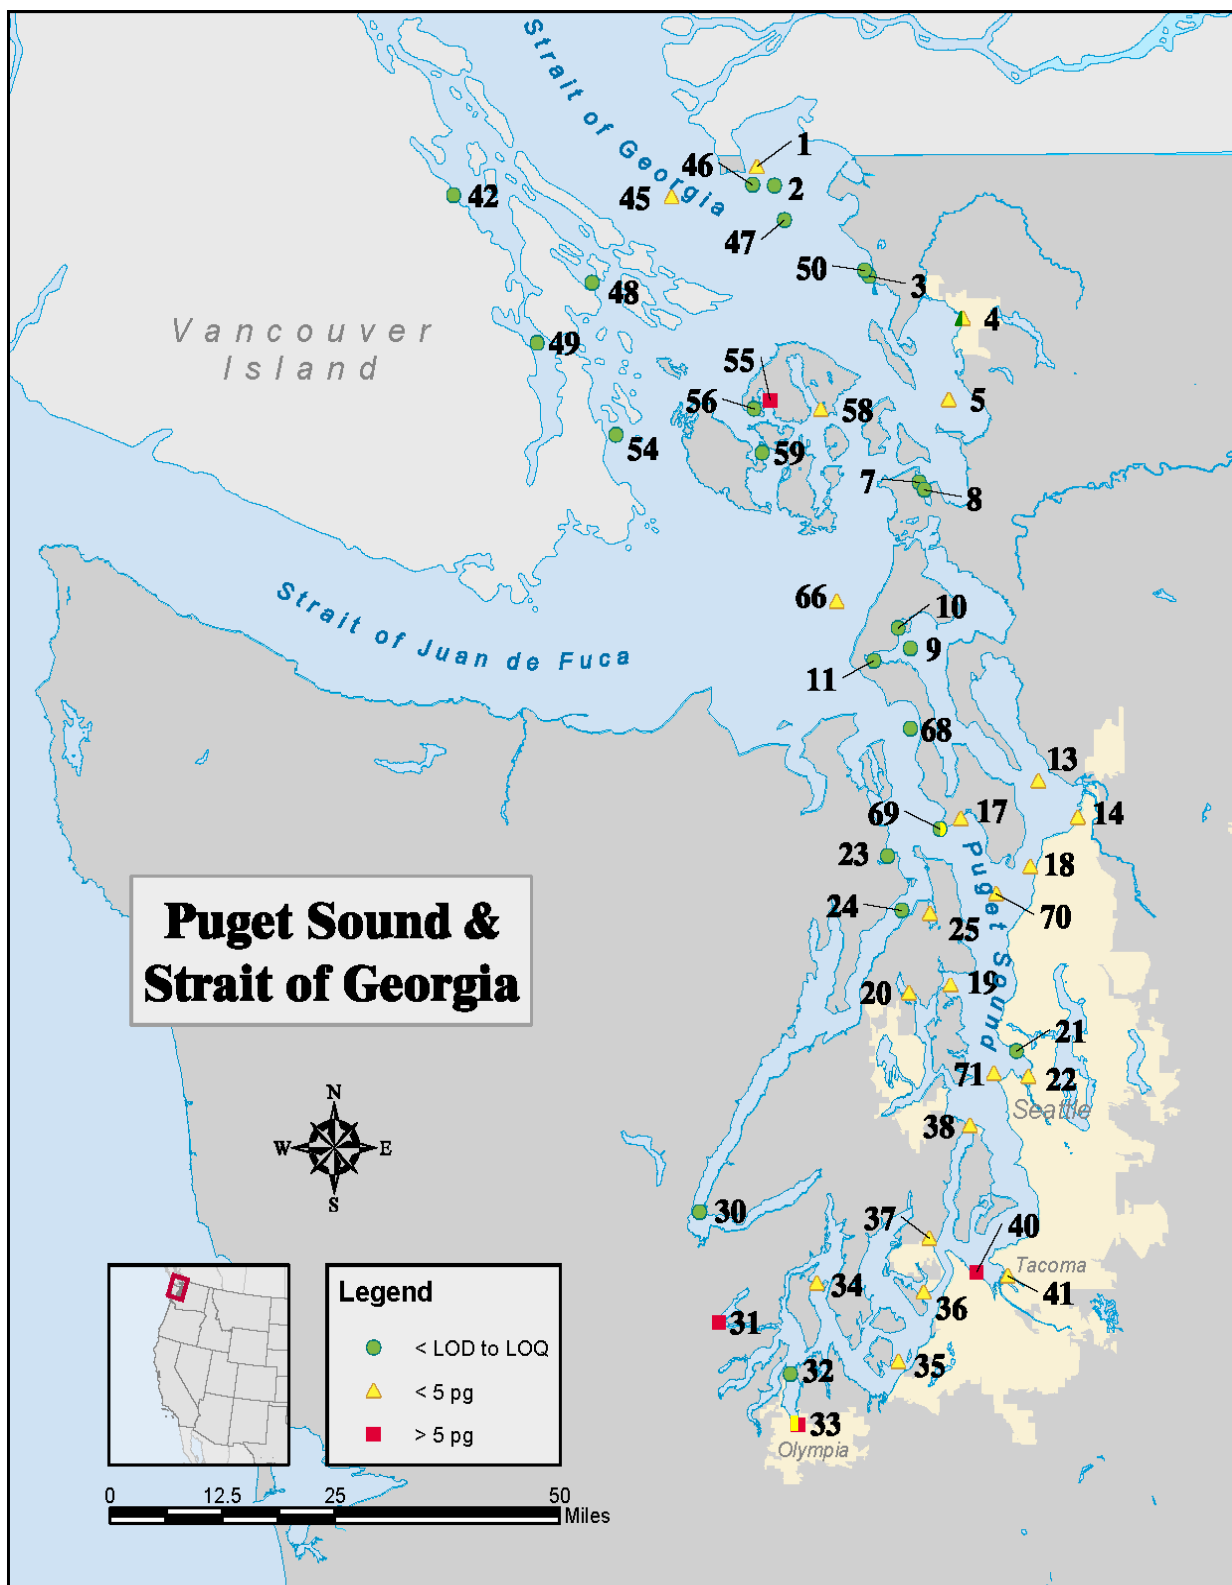 Strait of Georgia
1
46
2
42
45
47
50
3
48
4
Vancouver
Island
49
55
5
56
58
54
59
7
8
66
10
Strait of Juan de Fuca
9
11
68
13
69
17
14
23
18
Puget Sound
24
70
25
Puget Sound &
Strait of Georgia
20
19
21
71
22
Seattle
38
N
W
E
S
30
37
40
Tacoma
34
41
36
31
32
35
33
Olympia
Legend
< LOD to LOQ
< 5 pg
> 5 pg
0
12.5
25
50
Miles